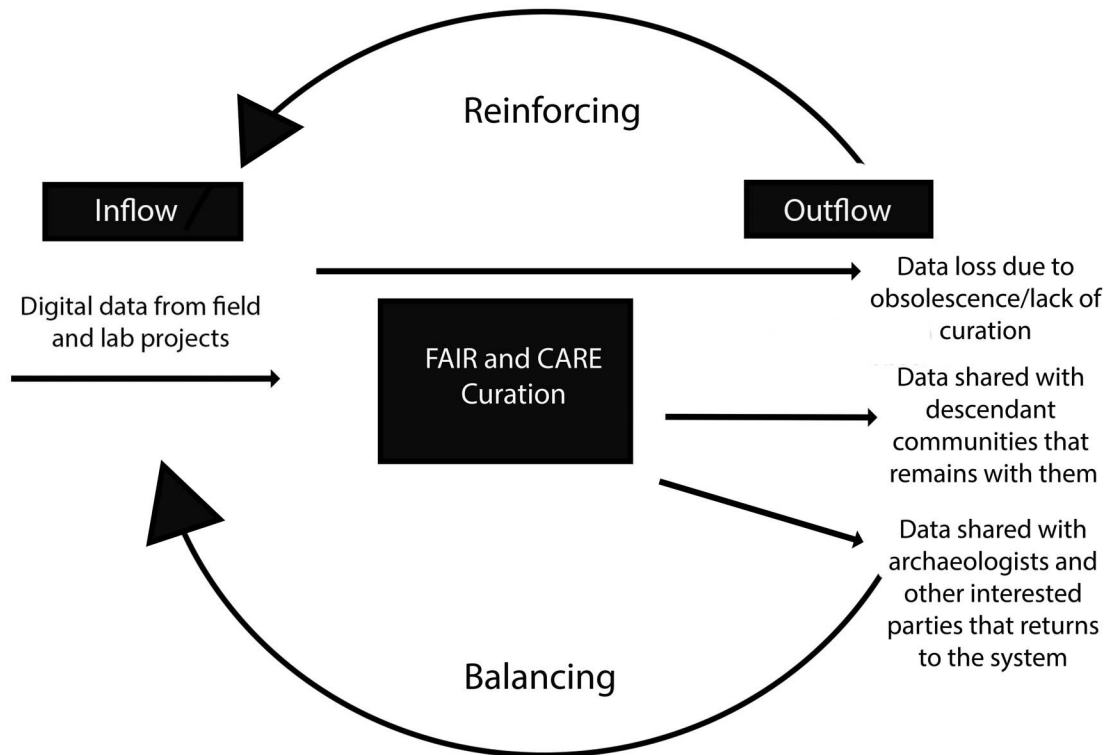 Reinforcing
Inflow
Outflow
Digital data from field
and lab projects
FAIR and CARE
Curation
Data loss due to
obsolescence/lack of
curation
Data shared with
descendant
communities that
remains with them
Data shared with
archaeologists and
other interested
parties that returns
to the system
Balancing